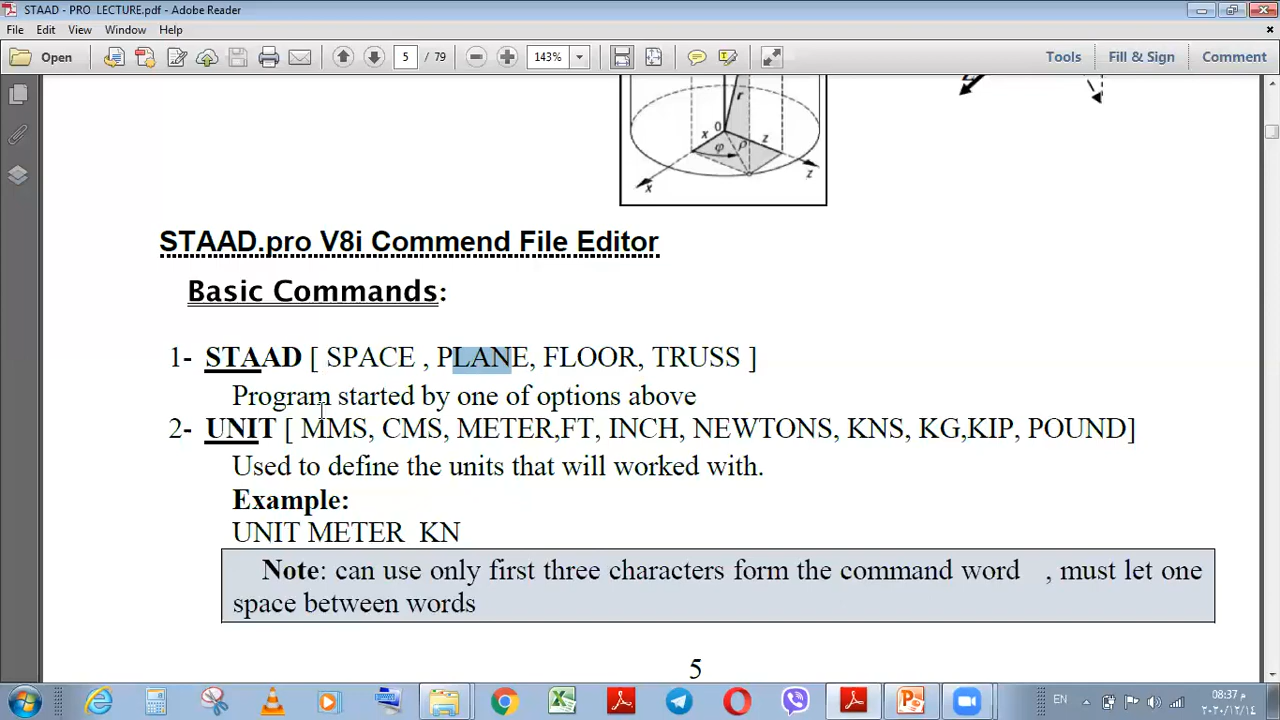 STAAD - PRO LECTURE.pdf - Adobe Reader
File Edit View Window Help
Open 5 / 79 143% Tools Fill & Sign Comment
r
0
x z
φ ρ
x z
STAAD.pro V8i Commend File Editor
Basic Commands:
1- STAAD [ SPACE , PLANE, FLOOR, TRUSS ]
Program started by one of options above
2- UNIT [ MMS, CMS, METER,FT, INCH, NEWTONS, KNS, KG,KIP, POUND]
Used to define the units that will worked with.
Example:
UNIT METER KN
Note: can use only first three characters form the command word , must let one
space between words
5
EN 08:37 م
٢٠٢٠/١٢/١٤